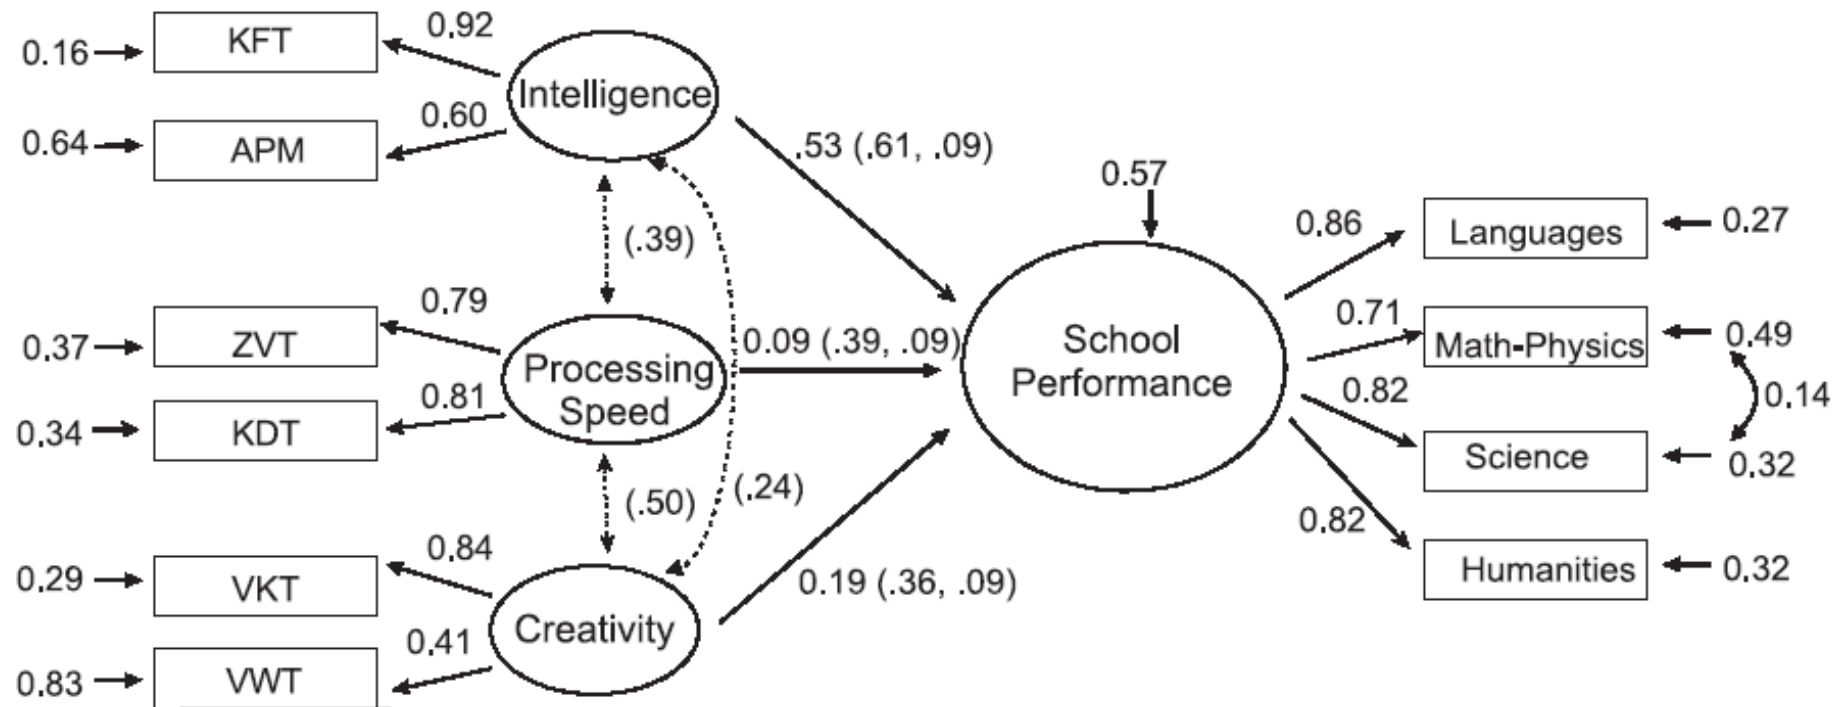 KFT
0.92
0.16
Intelligence
0.60
APM
0.64
.53 (.61, .09)
0.57
0.86
Languages
0.27
(.39)
0.79
ZVT
0.37
0.71
Math-Physics
0.49
School
Performance
0.09 (.39, .09)
Processing
Speed
0.81
KDT
0.34
0.82
0.14
Science
0.32
(.50)
(.24)
0.82
0.84
VKT
0.29
0.19 (.36, .09)
Humanities
0.32
Creativity
0.41
VWT
0.83